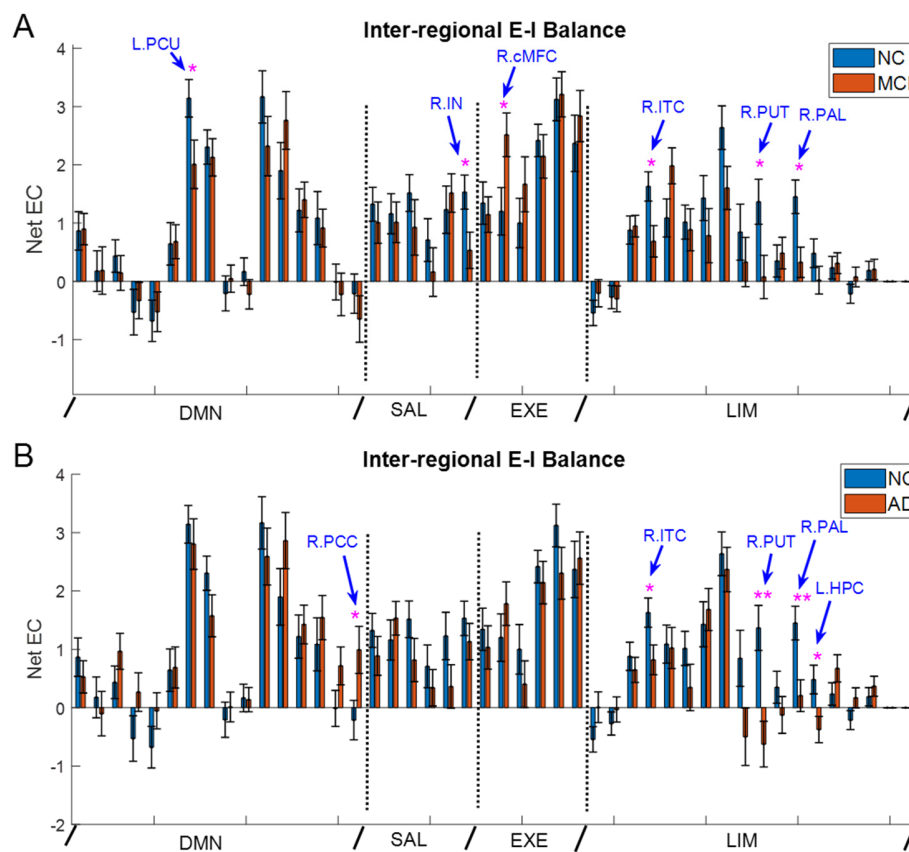 A
Inter-regional E-I Balance
NC
MCI
L.PCU
*
R.cMFC
*
R.IN
*
R.ITC
*
R.PUT
*
R.PAL
*
Net EC
4
3
2
1
0
-1
DMN
SAL
EXE
LIM
B
Inter-regional E-I Balance
NC
AD
R.PCC
*
R.ITC
*
R.PUT
**
R.PAL
**
L.HPC
*
Net EC
4
3
2
1
0
-1
-2
DMN
SAL
EXE
LIM